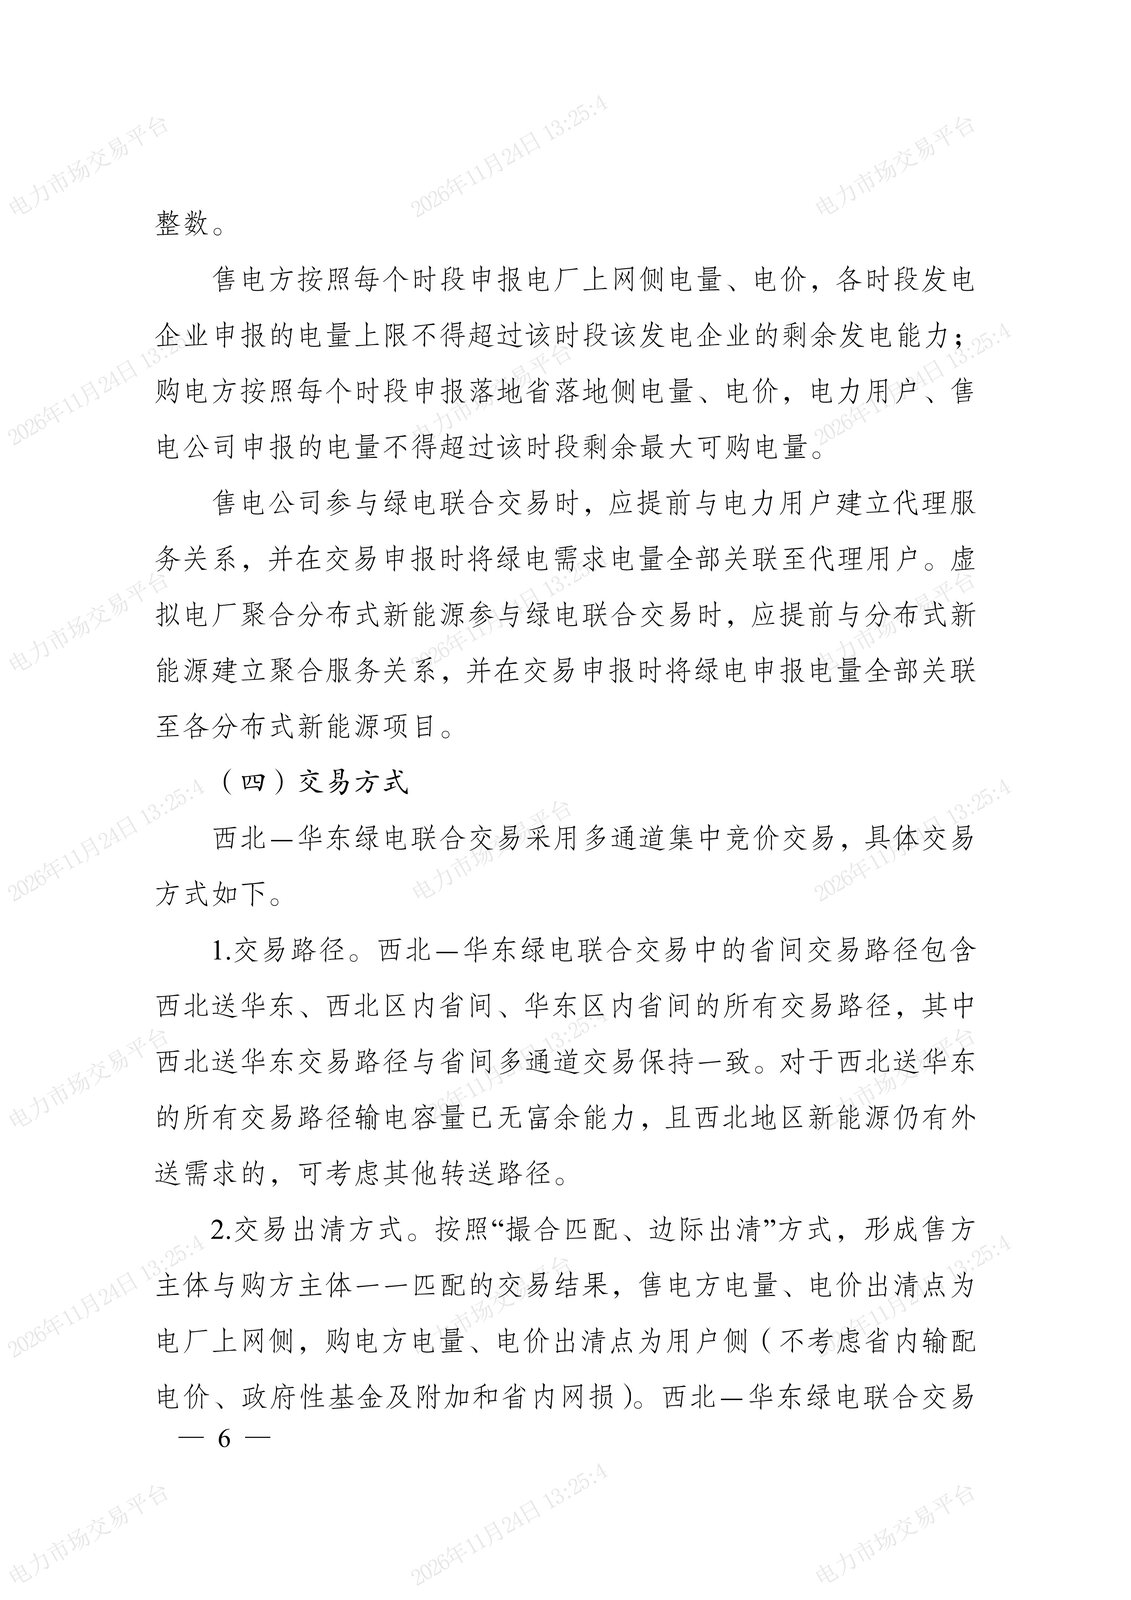 整数。
售电方按照每个时段申报电厂上网侧电量、电价，各时段发电
企业申报的电量上限不得超过该时段该发电企业的剩余发电能力；
购电方按照每个时段申报落地省落地侧电量、电价，电力用户、售
电公司申报的电量不得超过该时段剩余最大可购电量。
售电公司参与绿电联合交易时，应提前与电力用户建立代理服
务关系，并在交易申报时将绿电需求电量全部关联至代理用户。虚
拟电厂聚合分布式新能源参与绿电联合交易时，应提前与分布式新
能源建立聚合服务关系，并在交易申报时将绿电申报电量全部关联
至各分布式新能源项目。
（四）交易方式
西北—华东绿电联合交易采用多通道集中竞价交易，具体交易
方式如下。
1.交易路径。西北—华东绿电联合交易中的省间交易路径包含
西北送华东、西北区内省间、华东区内省间的所有交易路径，其中
西北送华东交易路径与省间多通道交易保持一致。对于西北送华东
的所有交易路径输电容量已无富余能力，且西北地区新能源仍有外
送需求的，可考虑其他转送路径。
2.交易出清方式。按照“撮合匹配、边际出清”方式，形成售方
主体与购方主体一一匹配的交易结果，售电方电量、电价出清点为
电厂上网侧，购电方电量、电价出清点为用户侧（不考虑省内输配
电价、政府性基金及附加和省内网损）。西北—华东绿电联合交易
— 6 —
电力市场交易平台
2026年11月24日 13:25:4